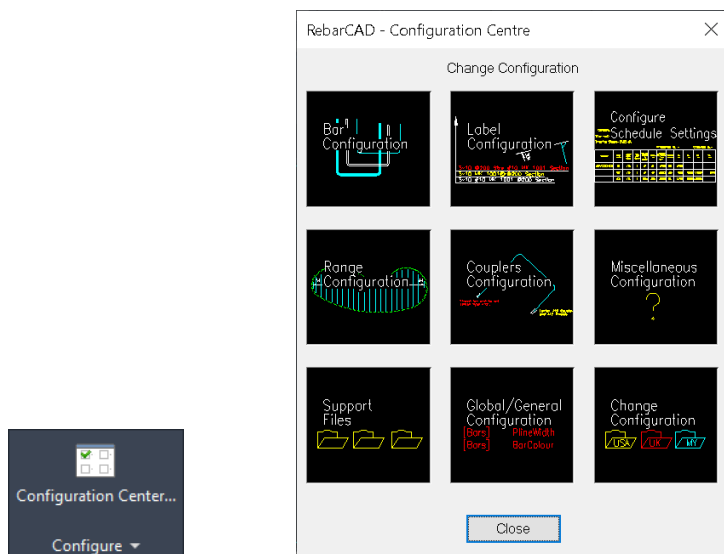 RebarCAD - Configuration Centre
Change Configuration
Bar
Configuration
Label
Configuration
Configure
Schedule Settings
Range
Configuration
Couplers
Configuration
Miscellaneous
Configuration
?
Support
Files
Global/General
Configuration
[Bars] PlineWidth
[Bars] BarColour
Change
Configuration
USA UK MY
Close
Configuration Center...
Configure